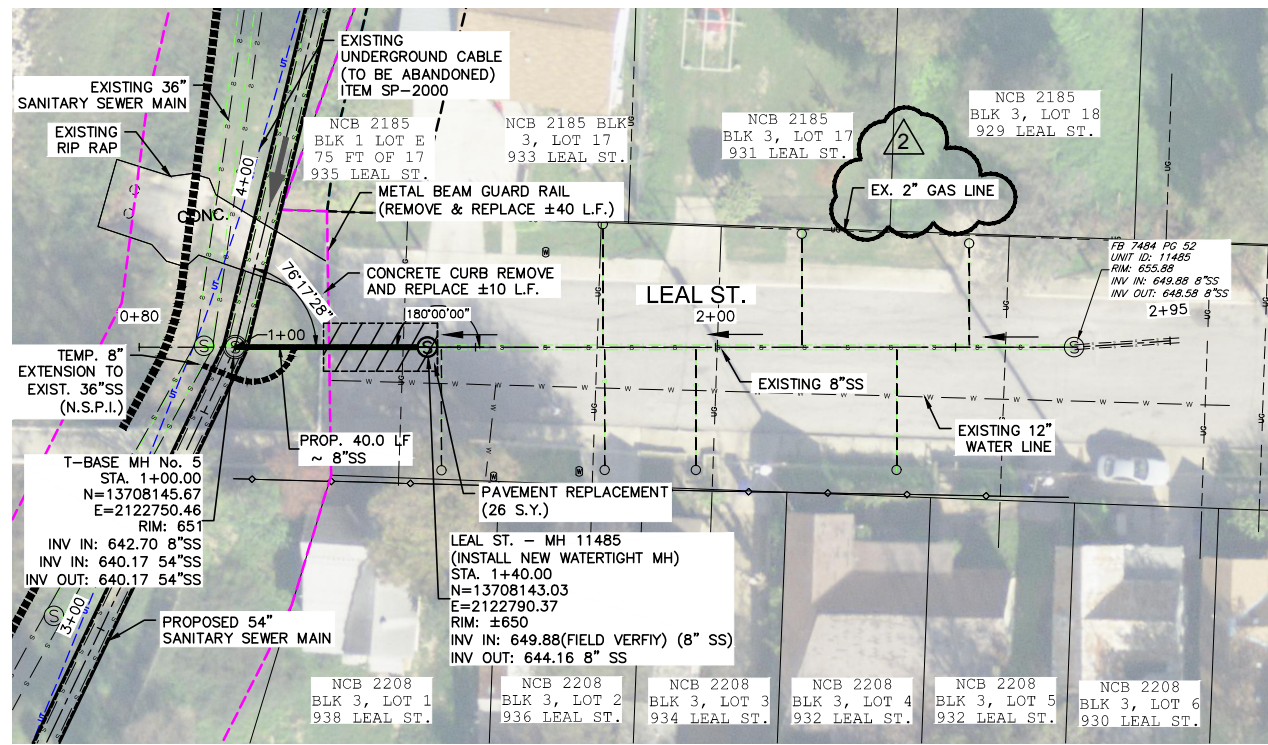 EXISTING
UNDERGROUND CABLE
(TO BE ABANDONED)
ITEM SP-2000
EXISTING 36"
SANITARY SEWER MAIN
EXISTING
RIP RAP
NCB 2185
BLK 1 LOT E
75 FT OF 17
935 LEAL ST.
NCB 2185 BLK
3, LOT 17
933 LEAL ST.
NCB 2185
BLK 3, LOT 17
931 LEAL ST.
NCB 2185
BLK 3, LOT 18
929 LEAL ST.
2
EX. 2" GAS LINE
4+00
CONC.
METAL BEAM GUARD RAIL
(REMOVE & REPLACE ±40 L.F.)
CONCRETE CURB REMOVE
AND REPLACE ±10 L.F.
76°17'28"
180°00'00"
LEAL ST.
FB 7484 PG 52
UNIT ID: 11485
RIM: 655.88
INV IN: 649.88 8"SS
INV OUT: 648.58 8"SS
0+80
1+00
2+00
2+95
TEMP. 8"
EXTENSION TO
EXIST. 36"SS
(N.S.P.I.)
EXISTING 8"SS
EXISTING 12"
WATER LINE
PROP. 40.0 LF
~ 8"SS
T-BASE MH No. 5
STA. 1+00.00
N=13708145.67
E=2122750.46
RIM: 651
INV IN: 642.70 8"SS
INV IN: 640.17 54"SS
INV OUT: 640.17 54"SS
PAVEMENT REPLACEMENT
(26 S.Y.)
LEAL ST. - MH 11485
(INSTALL NEW WATERTIGHT MH)
STA. 1+40.00
N=13708143.03
E=2122790.37
RIM: ±650
INV IN: 649.88(FIELD VERFIY) (8" SS)
INV OUT: 644.16 8" SS
3+00
PROPOSED 54"
SANITARY SEWER MAIN
NCB 2208
BLK 3, LOT 1
938 LEAL ST.
NCB 2208
BLK 3, LOT 2
936 LEAL ST.
NCB 2208
BLK 3, LOT 3
934 LEAL ST.
NCB 2208
BLK 3, LOT 4
932 LEAL ST.
NCB 2208
BLK 3, LOT 5
932 LEAL ST.
NCB 2208
BLK 3, LOT 6
930 LEAL ST.